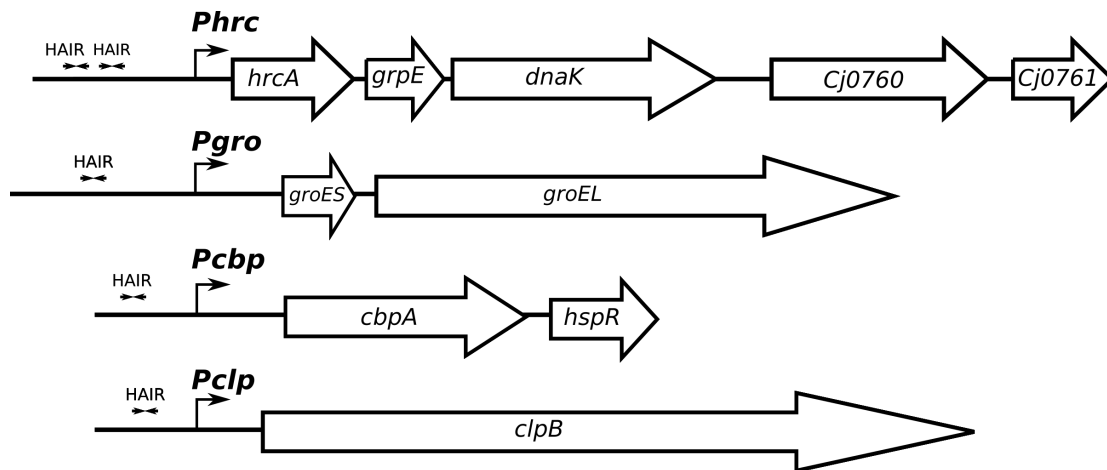 Phrc
HAIR HAIR
hrcA grpE dnaK Cj0760 Cj0761
Pgro
HAIR
groES groEL
Pcbp
HAIR
cbpA hspR
Pclp
HAIR
clpB